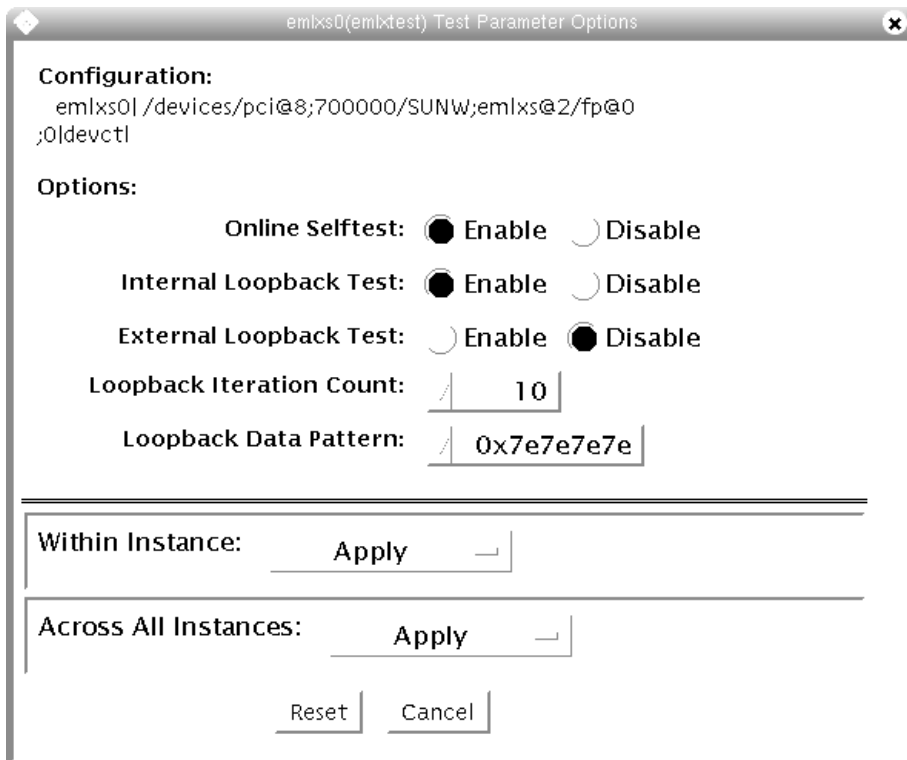 emlxs0(emlxtest) Test Parameter Options
Configuration:
emlxs0| /devices/pci@8;700000/SUNW;emlxs@2/fp@0
;0|devctl
Options:
Online Selftest: Enable Disable
Internal Loopback Test: Enable Disable
External Loopback Test: Enable Disable
Loopback Iteration Count: 10
Loopback Data Pattern: 0x7e7e7e7e
Within Instance: Apply
Across All Instances: Apply
Reset Cancel